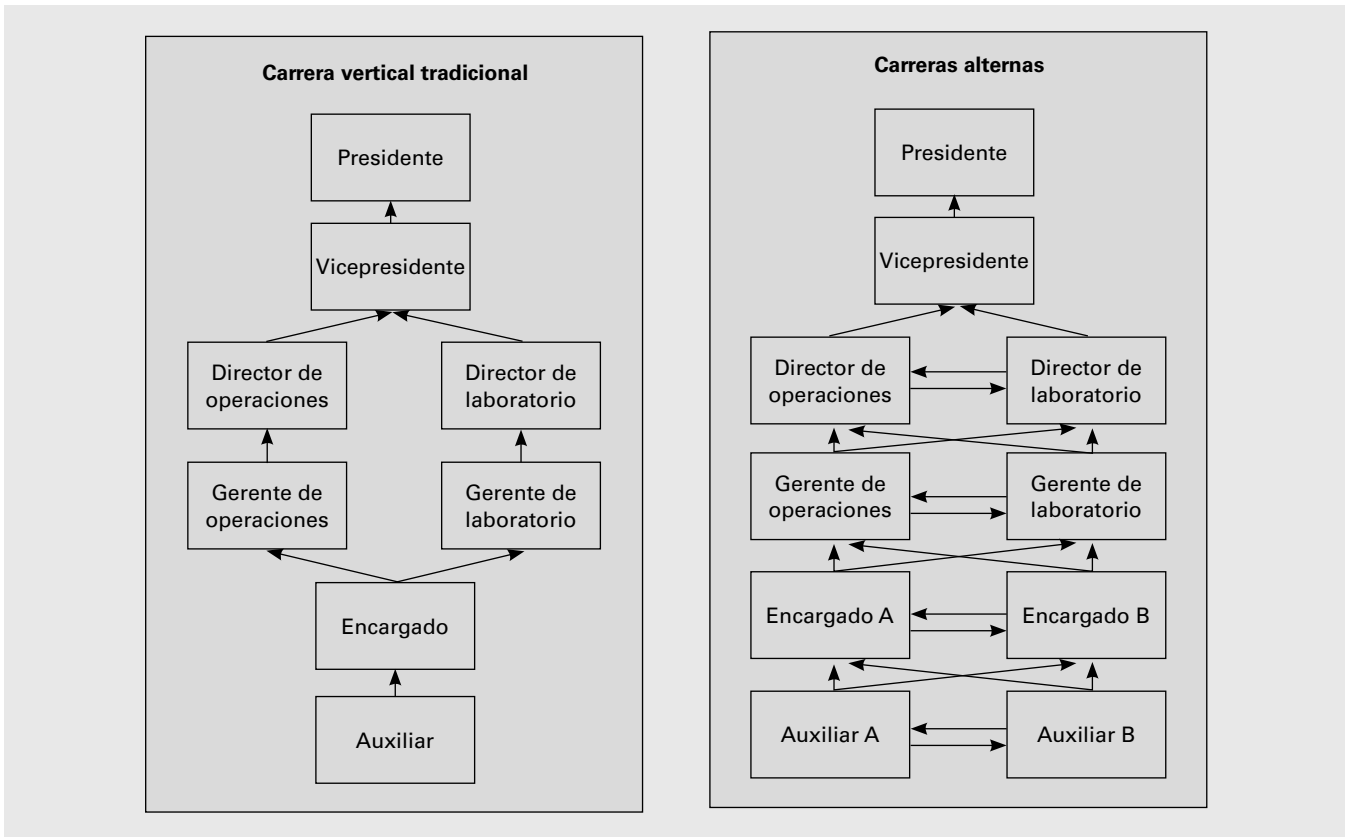 Carrera vertical tradicional
Presidente
Vicepresidente
Director de
operaciones
Director de
laboratorio
Gerente de
operaciones
Gerente de
laboratorio
Encargado
Auxiliar
Carreras alternas
Presidente
Vicepresidente
Director de
operaciones
Director de
laboratorio
Gerente de
operaciones
Gerente de
laboratorio
Encargado A
Encargado B
Auxiliar A
Auxiliar B